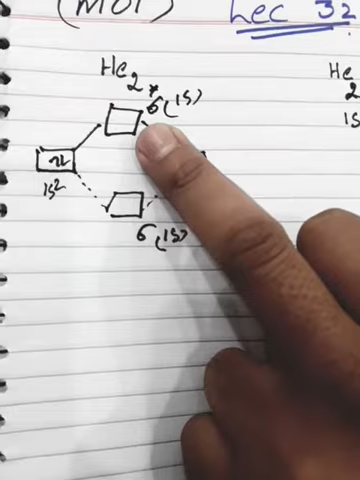 (MOT)
Lec 32
He₂
σ*(1S)
1s²
σ(1S)
He
2
1s